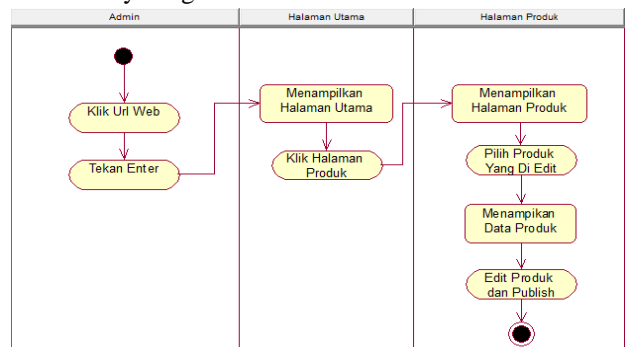 Admin
Halaman Utama
Halaman Produk
Klik Url Web
Tekan Enter
Menampilkan
Halaman Utama
Klik Halaman
Produk
Menampilkan
Halaman Produk
Pilih Produk
Yang Di Edit
Menampikan
Data Produk
Edit Produk
dan Publish